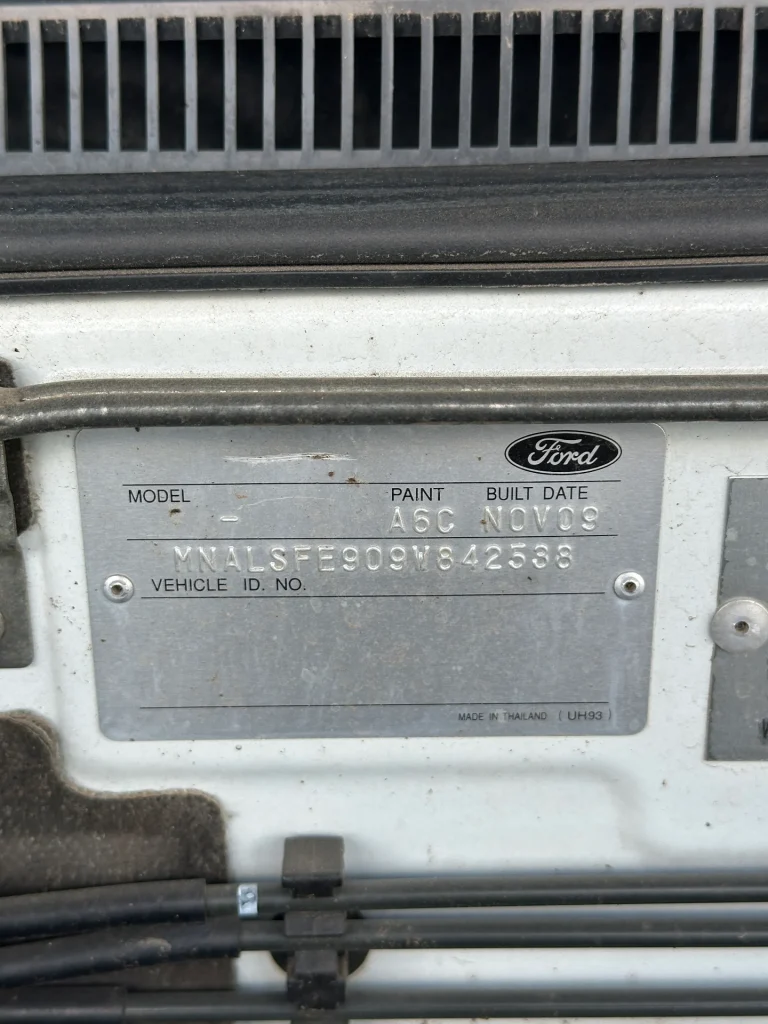 Ford
MODEL PAINT BUILT DATE
- A6C NOV09
MNALSFE909W842538
VEHICLE ID. NO.
MADE IN THAILAND ( UH93 )